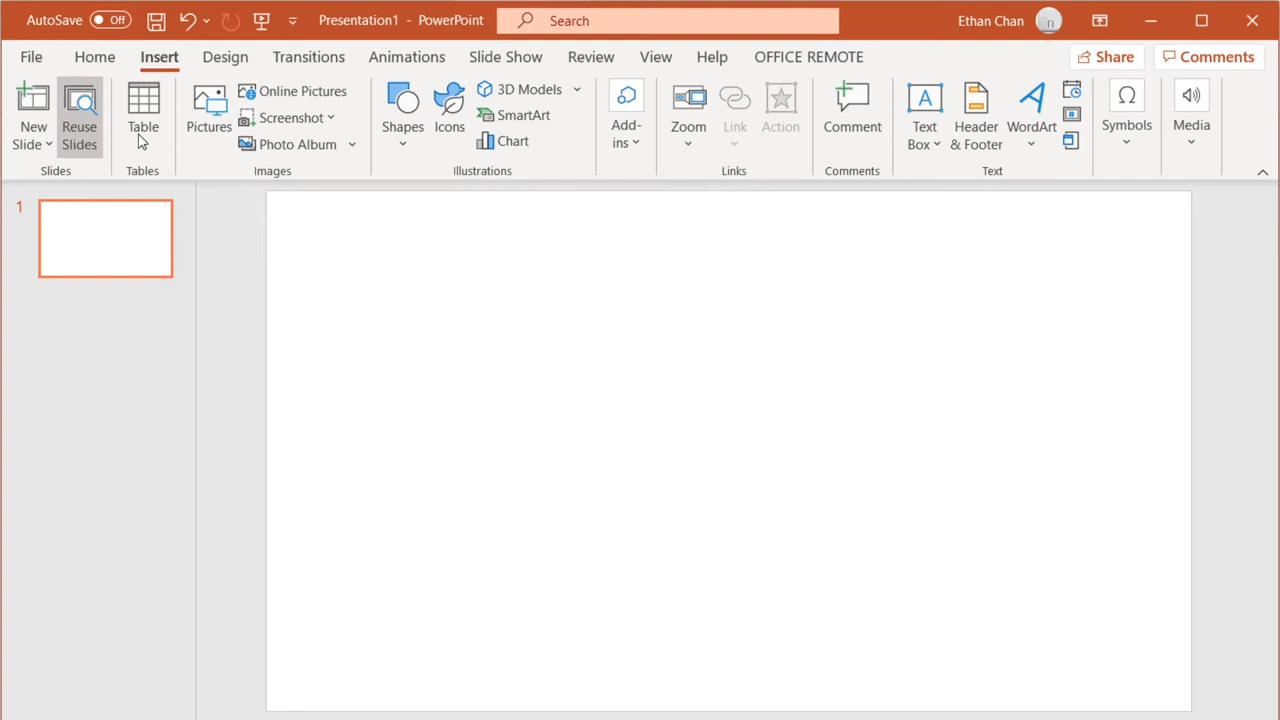 AutoSave Off Presentation1 - PowerPoint Search Ethan Chan
File Home Insert Design Transitions Animations Slide Show Review View Help OFFICE REMOTE Share Comments
New Slide
Reuse Slides
Table
Pictures
Online Pictures
Screenshot
Photo Album
Shapes
Icons
3D Models
SmartArt
Chart
Add-ins
Zoom
Link
Action
Comment
Text Box
Header & Footer
WordArt
Symbols
Media
Slides Tables Images Illustrations Links Comments Text
1